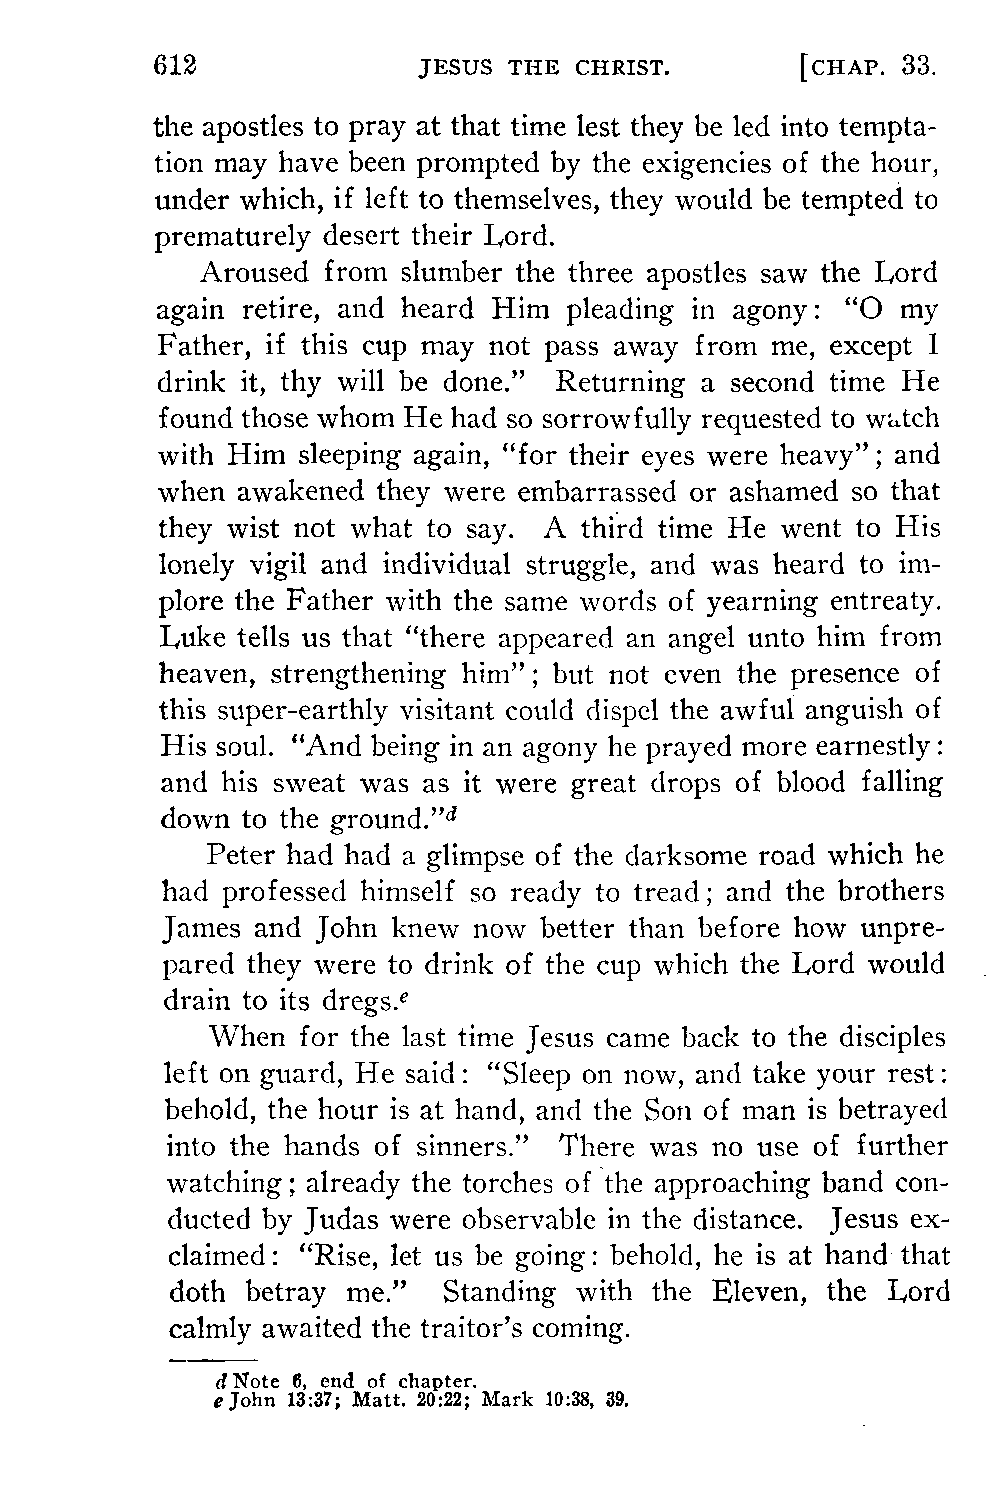 612 JESUS THE CHRIST. [CHAP. 33.
the apostles to pray at that time lest they be led into tempta-
tion may have been prompted by the exigencies of the hour,
under which, if left to themselves, they would be tempted to
prematurely desert their Lord.
Aroused from slumber the three apostles saw the Lord
again retire, and heard Him pleading in agony: “O my
Father, if this cup may not pass away from me, except I
drink it, thy will be done.” Returning a second time He
found those whom He had so sorrowfully requested to watch
with Him sleeping again, “for their eyes were heavy”; and
when awakened they were embarrassed or ashamed so that
they wist not what to say. A third time He went to His
lonely vigil and individual struggle, and was heard to im-
plore the Father with the same words of yearning entreaty.
Luke tells us that “there appeared an angel unto him from
heaven, strengthening him”; but not even the presence of
this super-earthly visitant could dispel the awful anguish of
His soul. “And being in an agony he prayed more earnestly:
and his sweat was as it were great drops of blood falling
down to the ground.”d
Peter had had a glimpse of the darksome road which he
had professed himself so ready to tread; and the brothers
James and John knew now better than before how unpre-
pared they were to drink of the cup which the Lord would
drain to its dregs.e
When for the last time Jesus came back to the disciples
left on guard, He said: “Sleep on now, and take your rest:
behold, the hour is at hand, and the Son of man is betrayed
into the hands of sinners.” There was no use of further
watching; already the torches of the approaching band con-
ducted by Judas were observable in the distance. Jesus ex-
claimed: “Rise, let us be going: behold, he is at hand that
doth betray me.” Standing with the Eleven, the Lord
calmly awaited the traitor’s coming.
d Note 6, end of chapter.
e John 13:37; Matt. 20:22; Mark 10:38, 39.